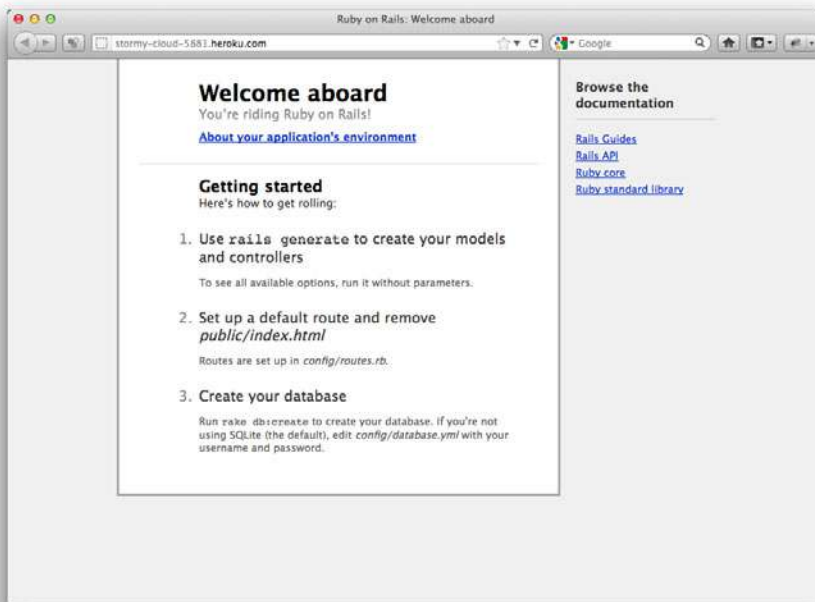 Ruby on Rails: Welcome aboard
stormy-cloud-5881.heroku.com
Google
Welcome aboard
You're riding Ruby on Rails!
About your application's environment
Getting started
Here's how to get rolling:
1. Use rails generate to create your models
and controllers
To see all available options, run it without parameters.
2. Set up a default route and remove
public/index.html
Routes are set up in config/routes.rb.
3. Create your database
Run rake db:create to create your database. If you're not
using SQLite (the default), edit config/database.yml with your
username and password.
Browse the
documentation
Rails Guides
Rails API
Ruby core
Ruby standard library